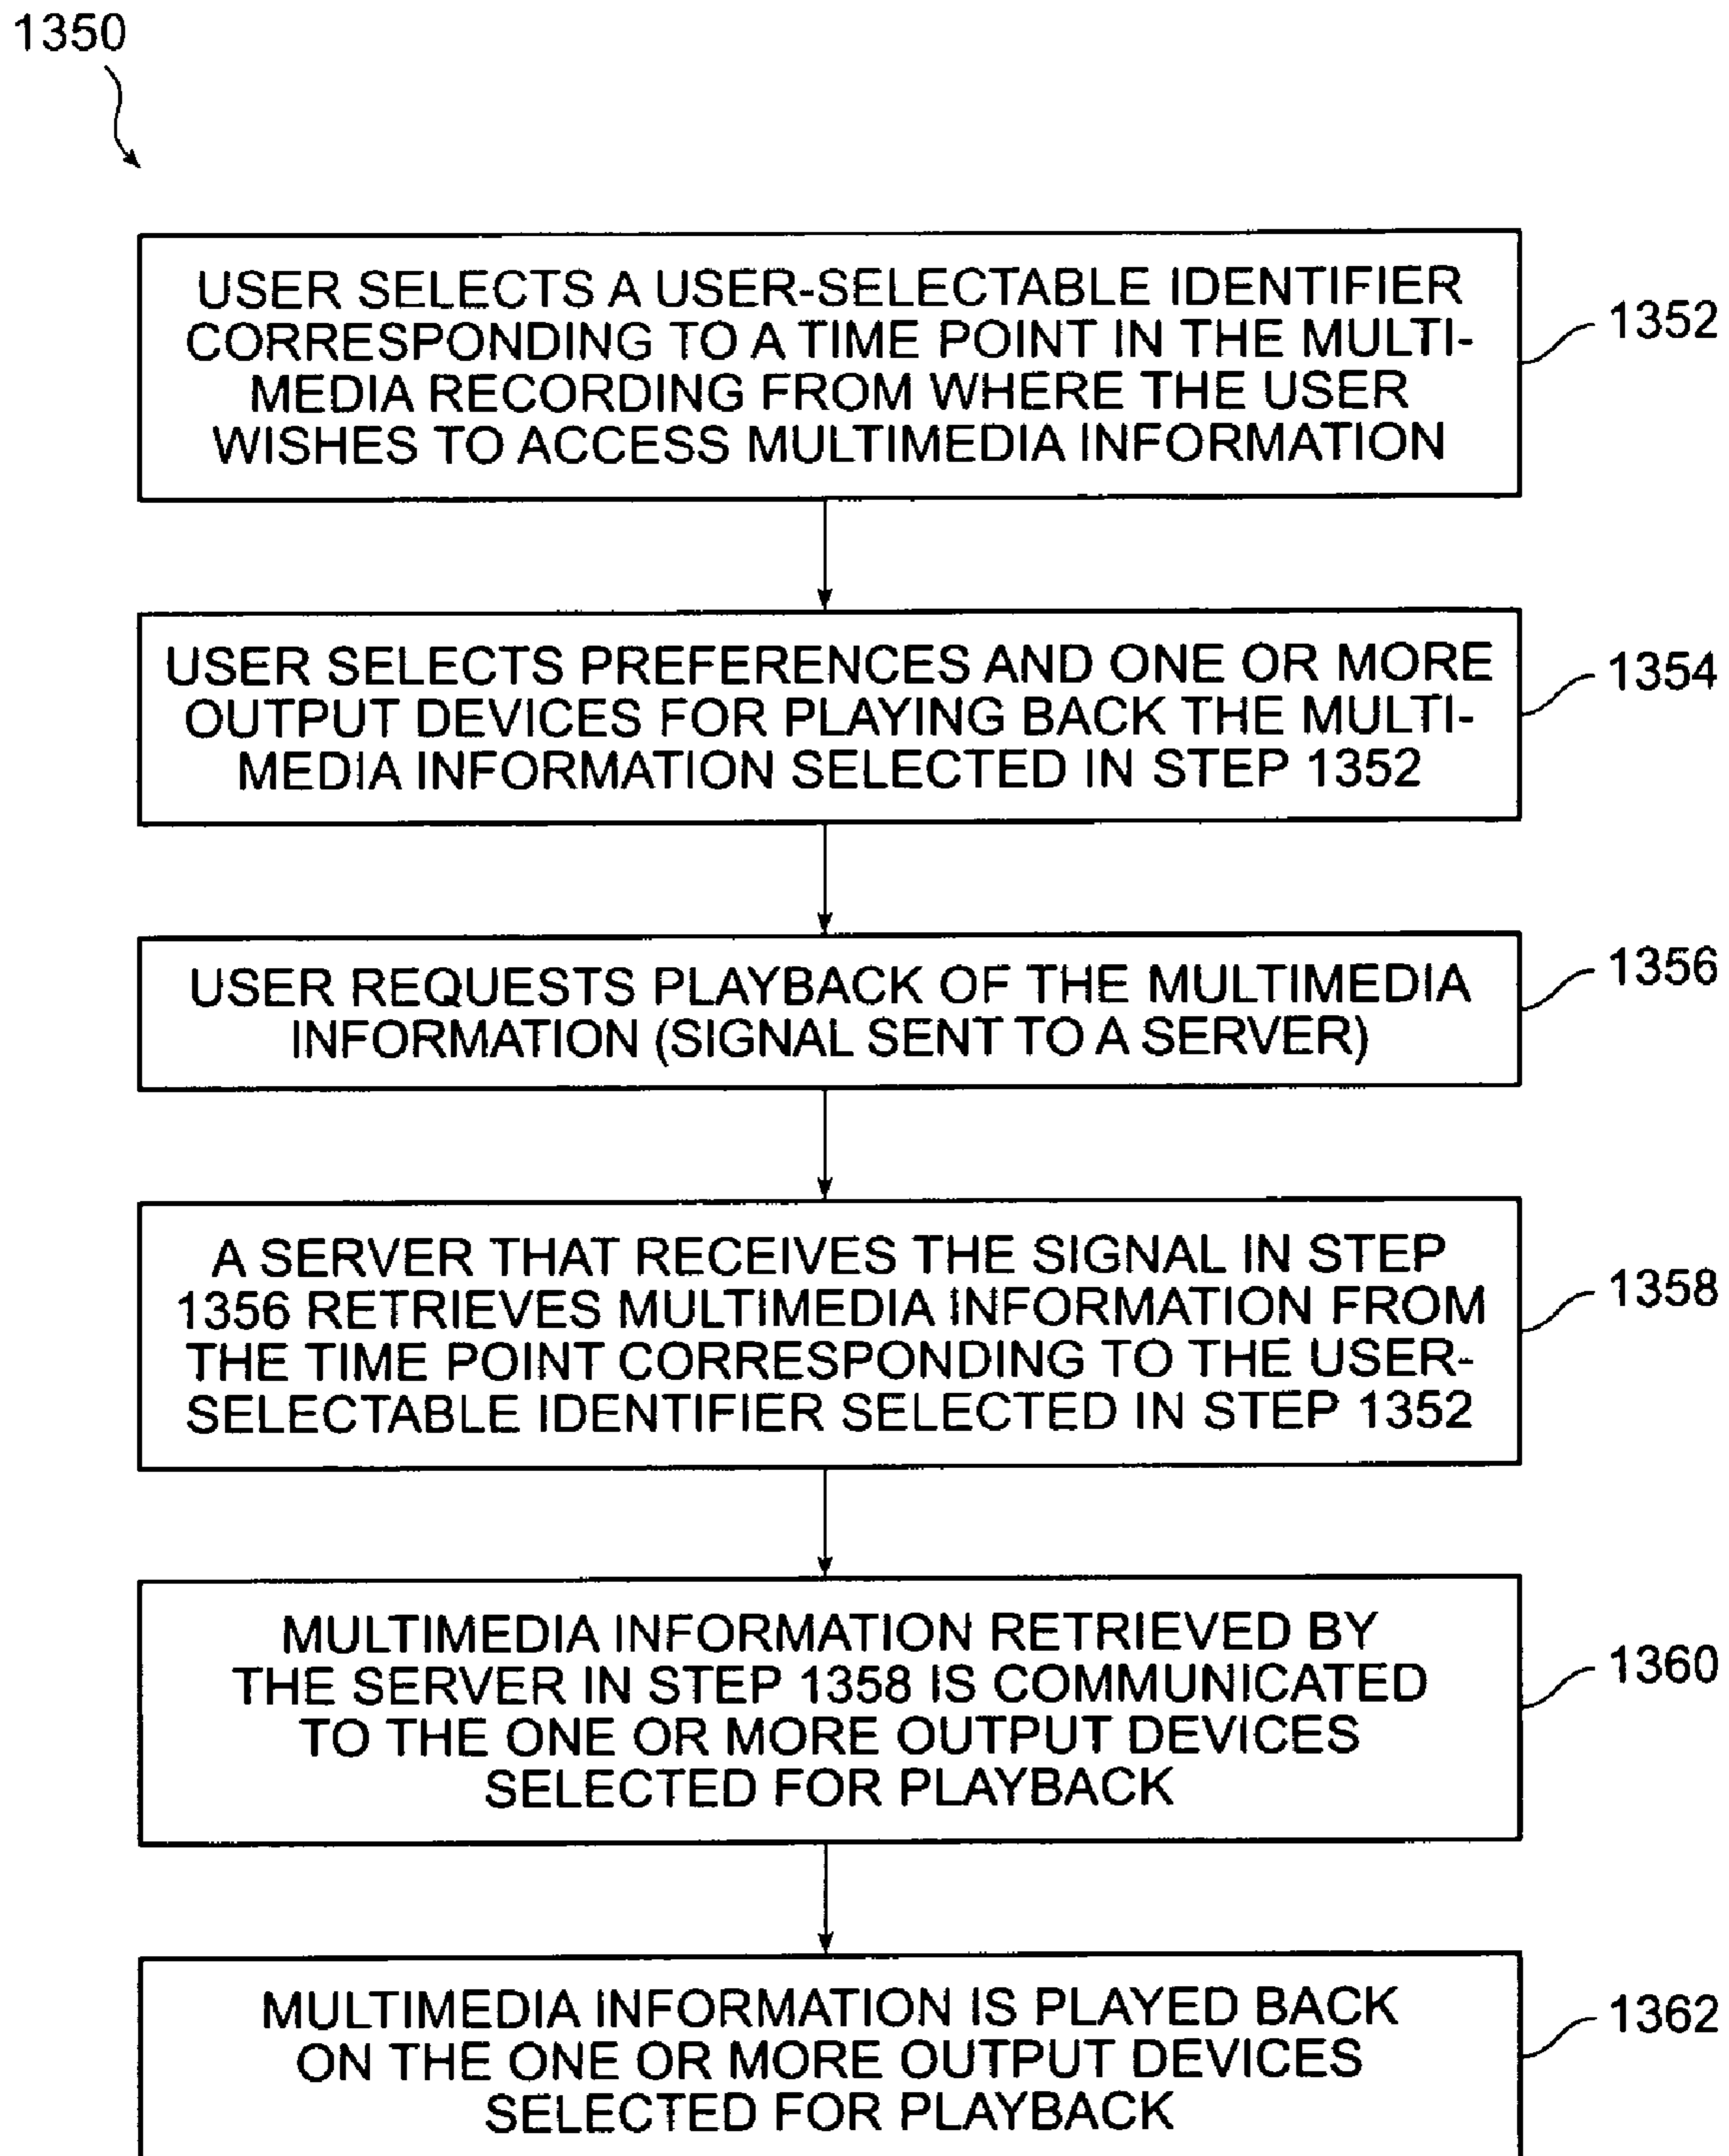 1350
USER SELECTS A USER-SELECTABLE IDENTIFIER
CORRESPONDING TO A TIME POINT IN THE MULTI-
MEDIA RECORDING FROM WHERE THE USER
WISHES TO ACCESS MULTIMEDIA INFORMATION
1352
USER SELECTS PREFERENCES AND ONE OR MORE
OUTPUT DEVICES FOR PLAYING BACK THE MULTI-
MEDIA INFORMATION SELECTED IN STEP 1352
1354
USER REQUESTS PLAYBACK OF THE MULTIMEDIA
INFORMATION (SIGNAL SENT TO A SERVER)
1356
A SERVER THAT RECEIVES THE SIGNAL IN STEP
1356 RETRIEVES MULTIMEDIA INFORMATION FROM
THE TIME POINT CORRESPONDING TO THE USER-
SELECTABLE IDENTIFIER SELECTED IN STEP 1352
1358
MULTIMEDIA INFORMATION RETRIEVED BY
THE SERVER IN STEP 1358 IS COMMUNICATED
TO THE ONE OR MORE OUTPUT DEVICES
SELECTED FOR PLAYBACK
1360
MULTIMEDIA INFORMATION IS PLAYED BACK
ON THE ONE OR MORE OUTPUT DEVICES
SELECTED FOR PLAYBACK
1362